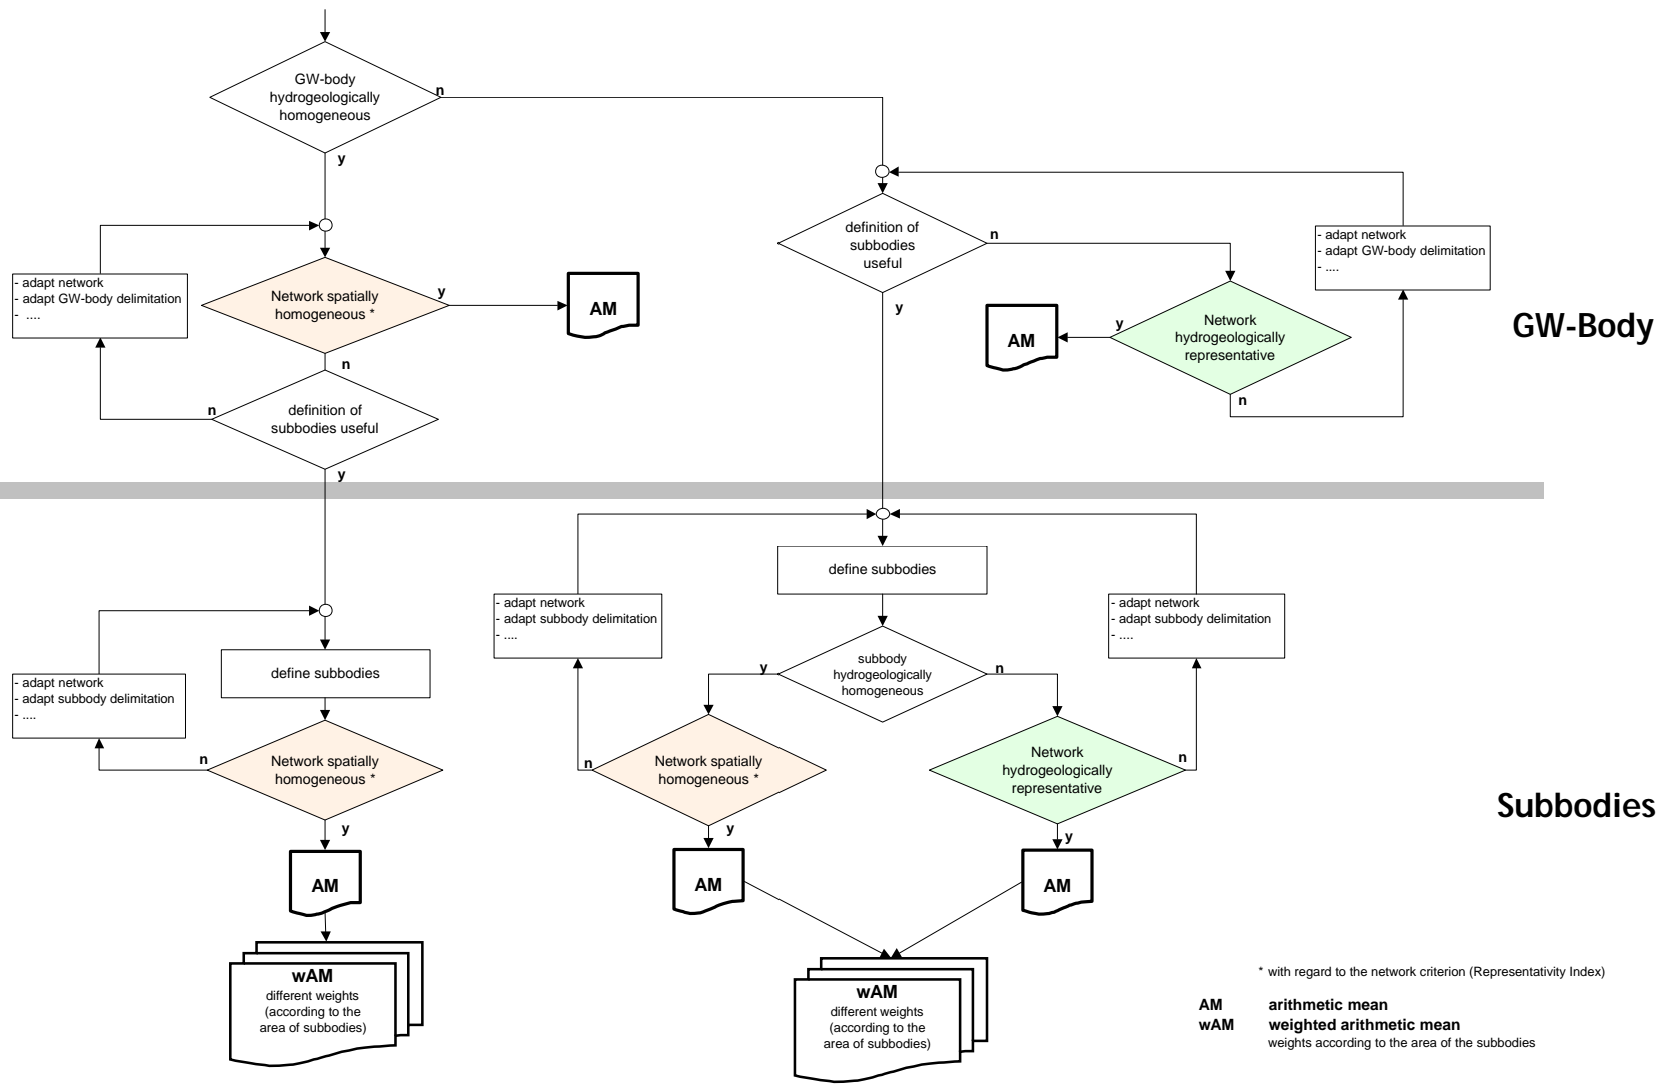 GW-body
hydrogeologically
homogeneous
n
y
definition of
subbodies
useful
n
y
- adapt network
- adapt GW-body delimitation
- ....
- adapt network
- adapt GW-body delimitation
- ....
Network spatially
homogeneous *
y
n
AM
Network
hydrogeologically
representative
y
n
AM
GW-Body
definition of
subbodies useful
n
y
define subbodies
- adapt network
- adapt subbody delimitation
- ....
- adapt network
- adapt subbody delimitation
- ....
subbody
hydrogeologically
homogeneous
y
n
define subbodies
- adapt network
- adapt subbody delimitation
- ....
Network spatially
homogeneous *
n
y
Network spatially
homogeneous *
n
y
Network
hydrogeologically
representative
n
y
Subbodies
AM
AM
AM
wAM
different weights
(according to the
area of subbodies)
wAM
different weights
(according to the
area of subbodies)
* with regard to the network criterion (Representativity Index)
AM arithmetic mean
wAM weighted arithmetic mean
weights according to the area of the subbodies